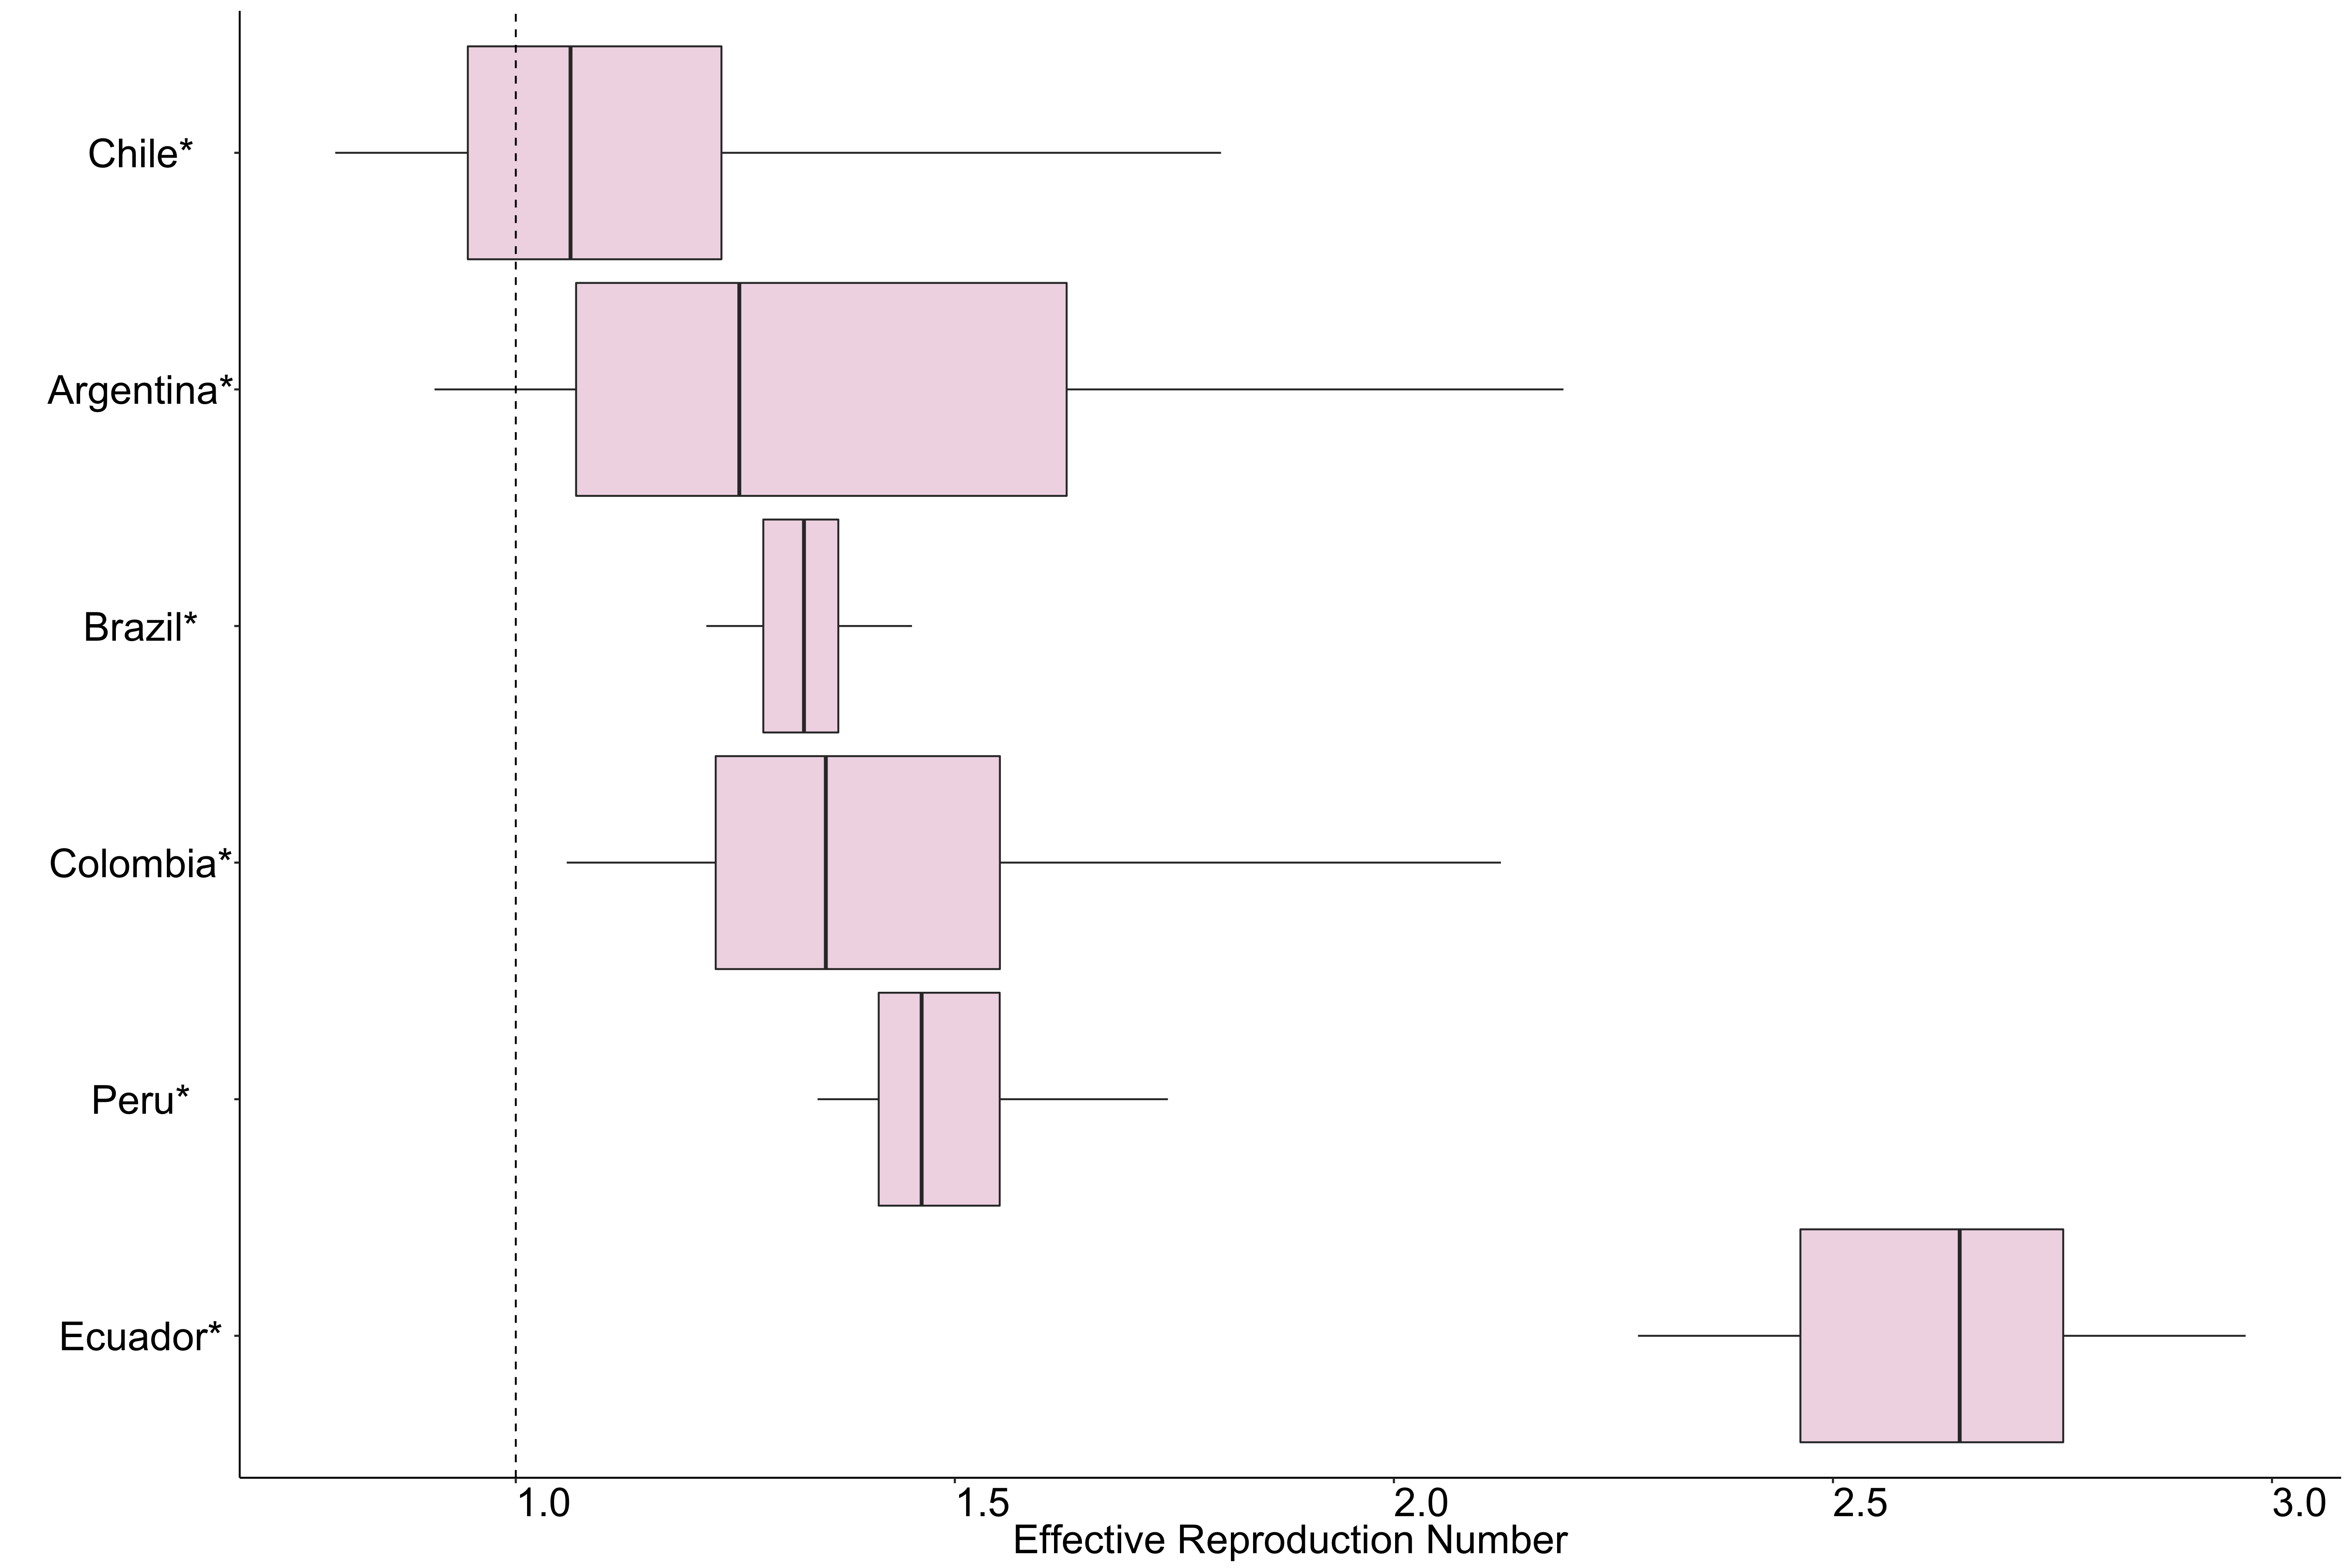 Chile*
Argentina*
Brazil*
Colombia*
Peru*
Ecuador*
1.0 1.5 2.0 2.5 3.0
Effective Reproduction Number